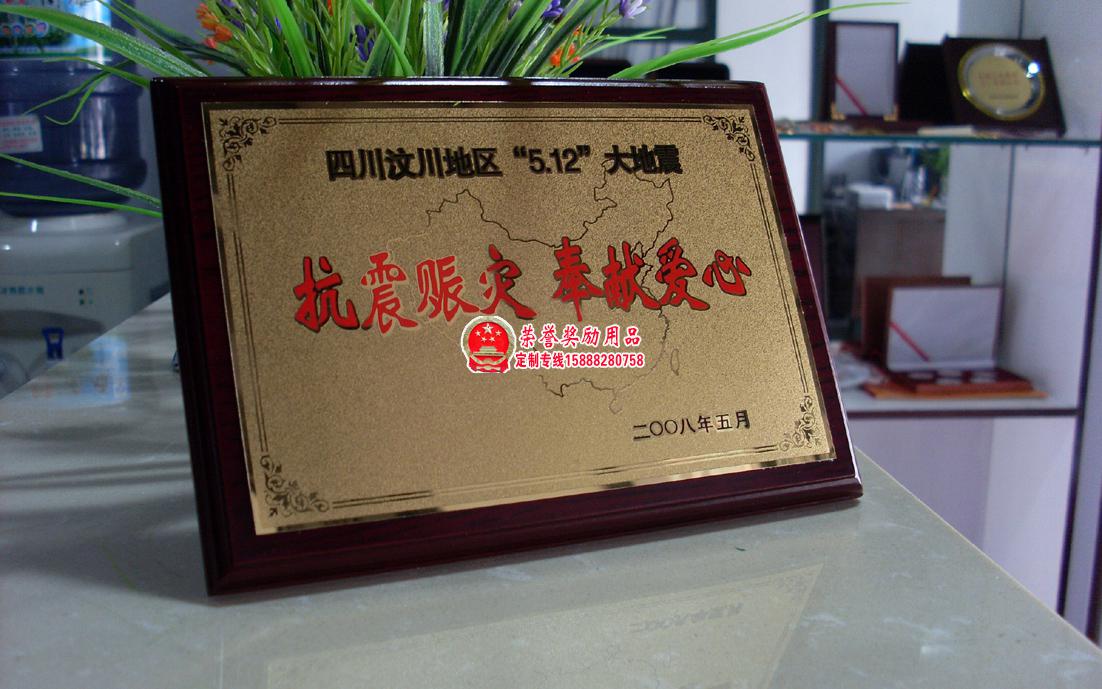 四川汶川地区“5.12”大地震
抗震赈灾 奉献爱心
荣誉奖励用品
定制专线15888280758
二〇〇八年五月